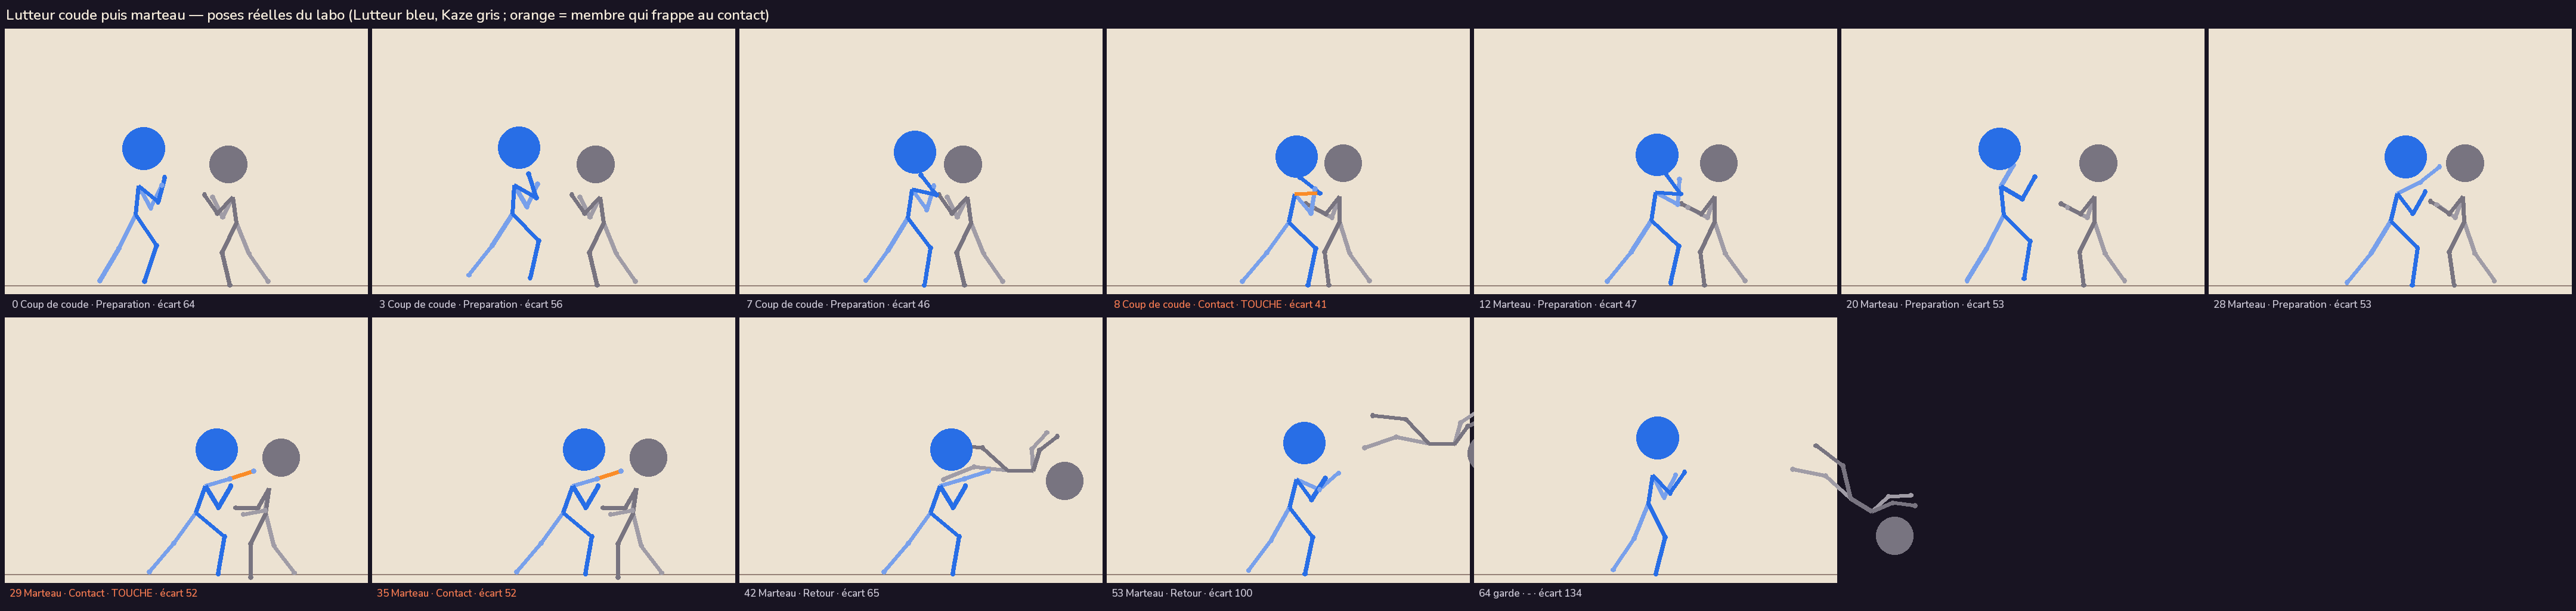 Lutteur coude puis marteau — poses réelles du labo (Lutteur bleu, Kaze gris ; orange = membre qui frappe au contact)
0 Coup de coude · Preparation · écart 64
3 Coup de coude · Preparation · écart 56
7 Coup de coude · Preparation · écart 46
8 Coup de coude · Contact · TOUCHE · écart 41
12 Marteau · Preparation · écart 47
20 Marteau · Preparation · écart 53
28 Marteau · Preparation · écart 53
29 Marteau · Contact · TOUCHE · écart 52
35 Marteau · Contact · écart 52
42 Marteau · Retour · écart 65
53 Marteau · Retour · écart 100
64 garde · - · écart 134